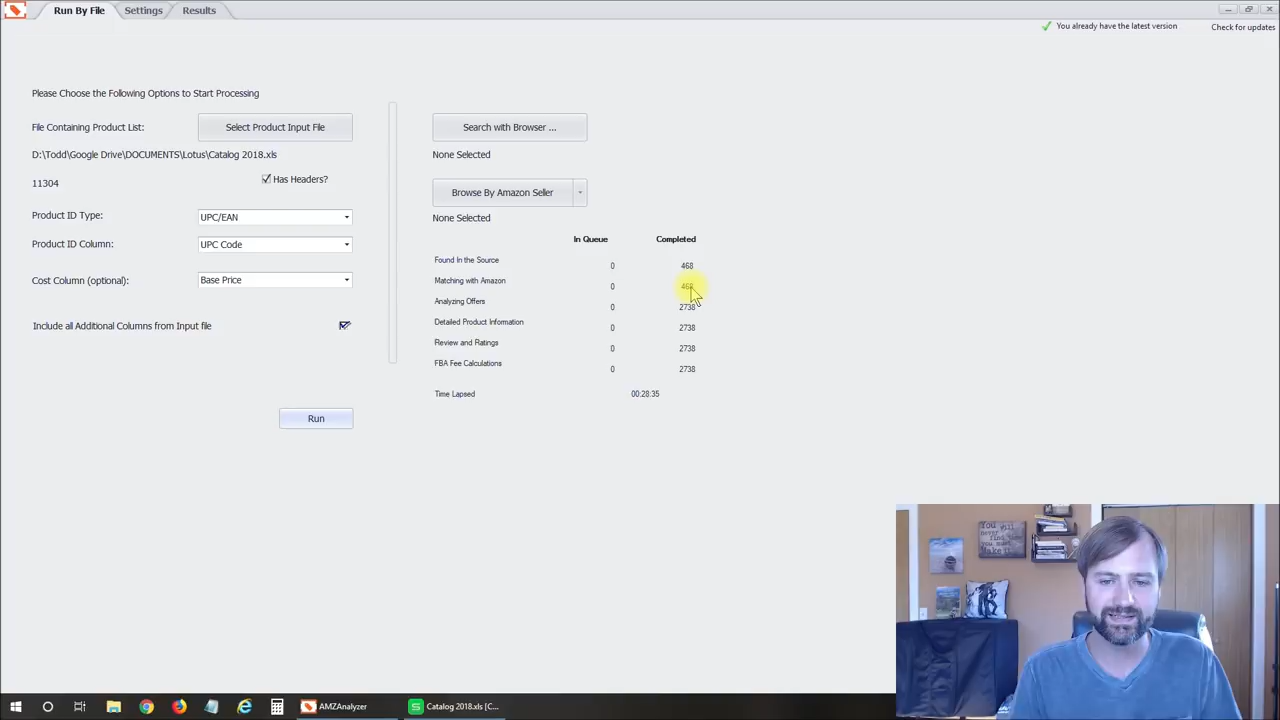 Run By File Settings Results
You already have the latest version Check for updates
Please Choose the Following Options to Start Processing
File Containing Product List: Select Product Input File
D:\Todd\Google Drive\DOCUMENTS\Lotus\Catalog 2018.xls
11304 Has Headers?
Product ID Type: UPC/EAN
Product ID Column: UPC Code
Cost Column (optional): Base Price
Include all Additional Columns from Input file
Run
Search with Browser ...
None Selected
Browse By Amazon Seller
None Selected
In Queue Completed
Found In the Source 0 468
Matching with Amazon 0 468
Analyzing Offers 0 2738
Detailed Product Information 0 2738
Review and Ratings 0 2738
FBA Fee Calculations 0 2738
Time Lapsed 00:28:35
You will
never
AMZAnalyzer Catalog 2018.xls [C...